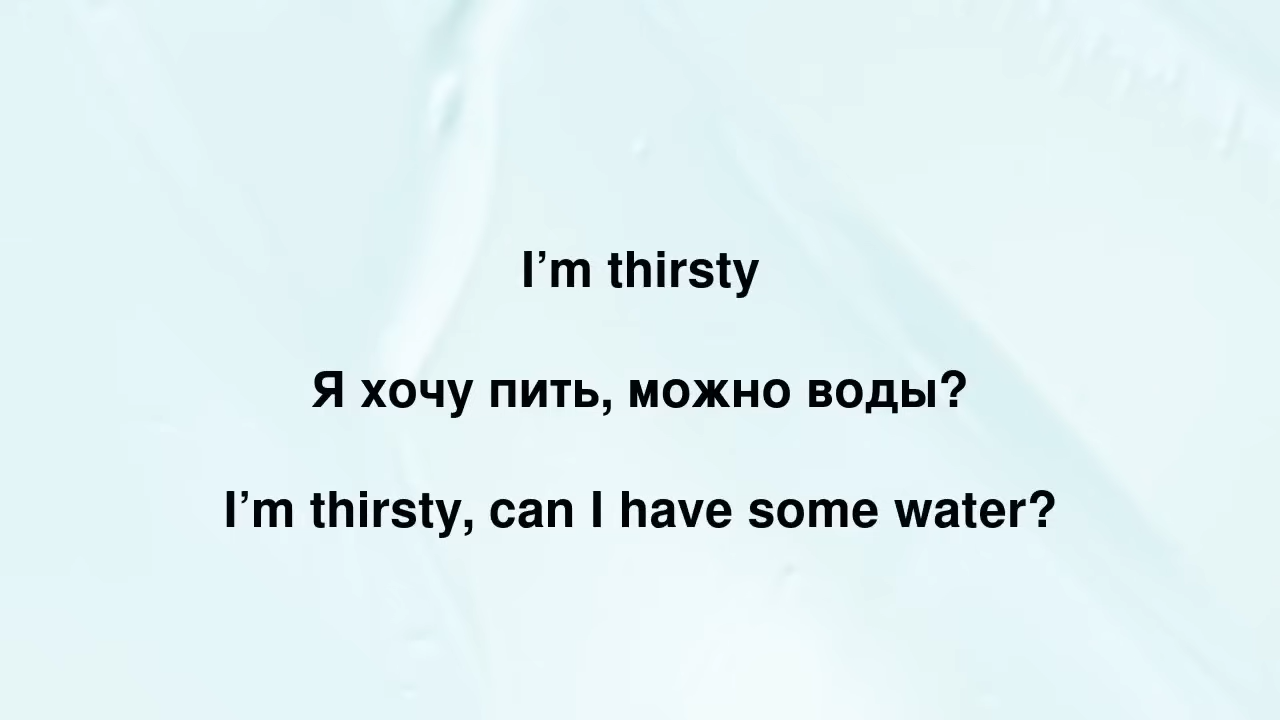 I’m thirsty
Я хочу пить, можно воды?
I’m thirsty, can I have some water?